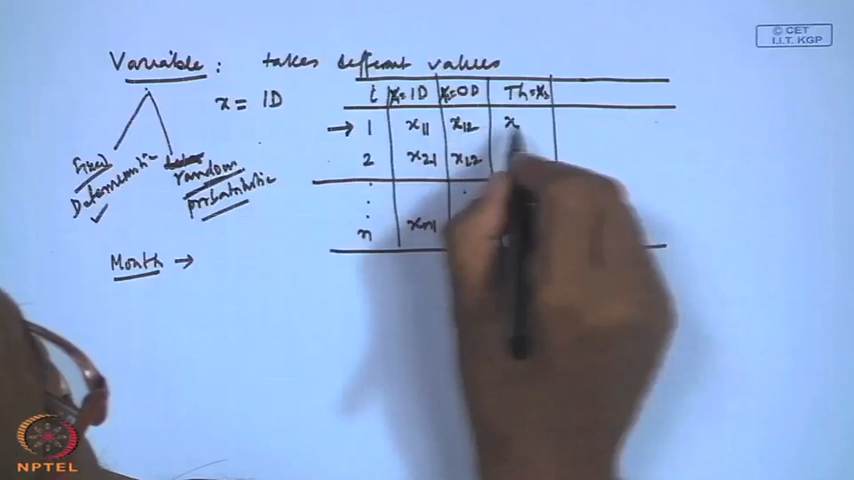 © CET
I.I.T. KGP
Variable : takes different values
x = ID
i x₁=ID x₂=OD Th=x₃
→ 1 x₁₁ x₁₂ x
2 x₂₁ x₂₂
fixed random
Deterministic probabilistic
✓
n xn1
Month →
NPTEL